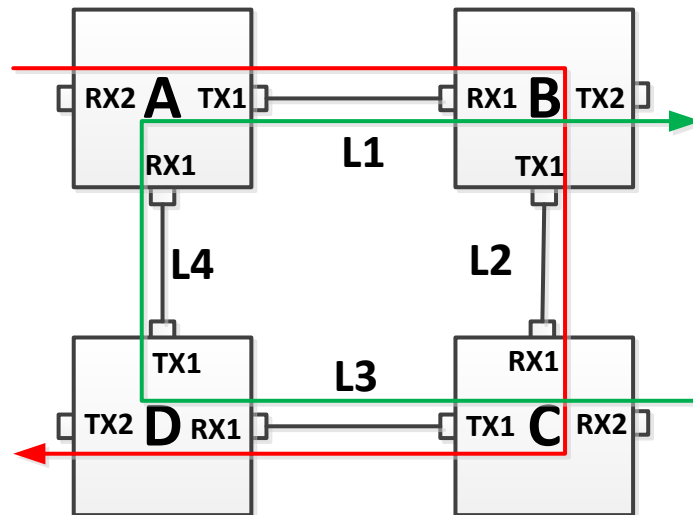 RX2 A TX1
RX1 B TX2
RX1
L1
TX1
L4
L2
TX1
L3
RX1
TX2 D RX1
TX1 C RX2